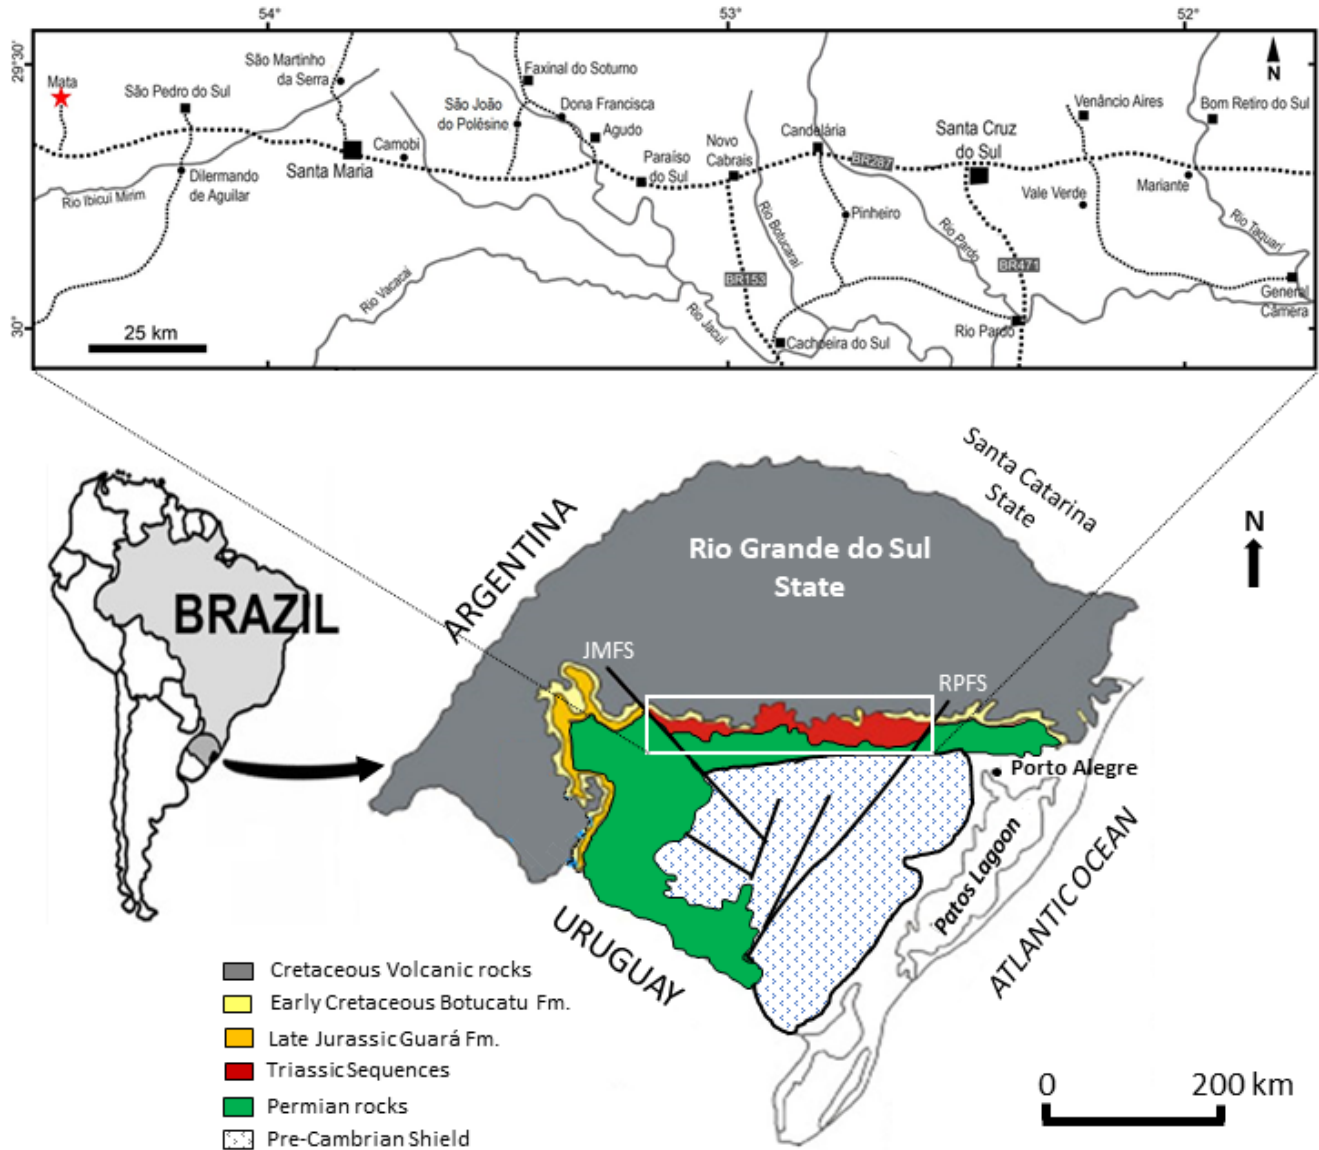 54°
53°
52°
29°30'
30°
N
Mata
São Pedro do Sul
São Martinho
da Serra
Faxinal do Soturno
São João
do Polêsine
Dona Francisca
Agudo
Camobi
Santa Maria
Dilermando
de Aguilar
Rio Ibicuí Mirim
Paraíso
do Sul
Novo
Cabrais
Candelária
BR287
Santa Cruz
do Sul
Venâncio Aires
Bom Retiro do Sul
Vale Verde
Mariante
Pinheiro
Rio Botucaraí
Rio Pardo
Rio Taquari
BR153
BR471
Rio Vacacaí
Rio Jacuí
Cachoeira do Sul
Rio Pardo
General
Câmera
25 km
Santa Catarina
State
N
ARGENTINA
Rio Grande do Sul
State
BRAZIL
JMFS
RPFS
Porto Alegre
Patos Lagoon
ATLANTIC OCEAN
URUGUAY
Cretaceous Volcanic rocks
Early Cretaceous Botucatu Fm.
Late Jurassic Guará Fm.
Triassic Sequences
Permian rocks
Pre-Cambrian Shield
0 200 km